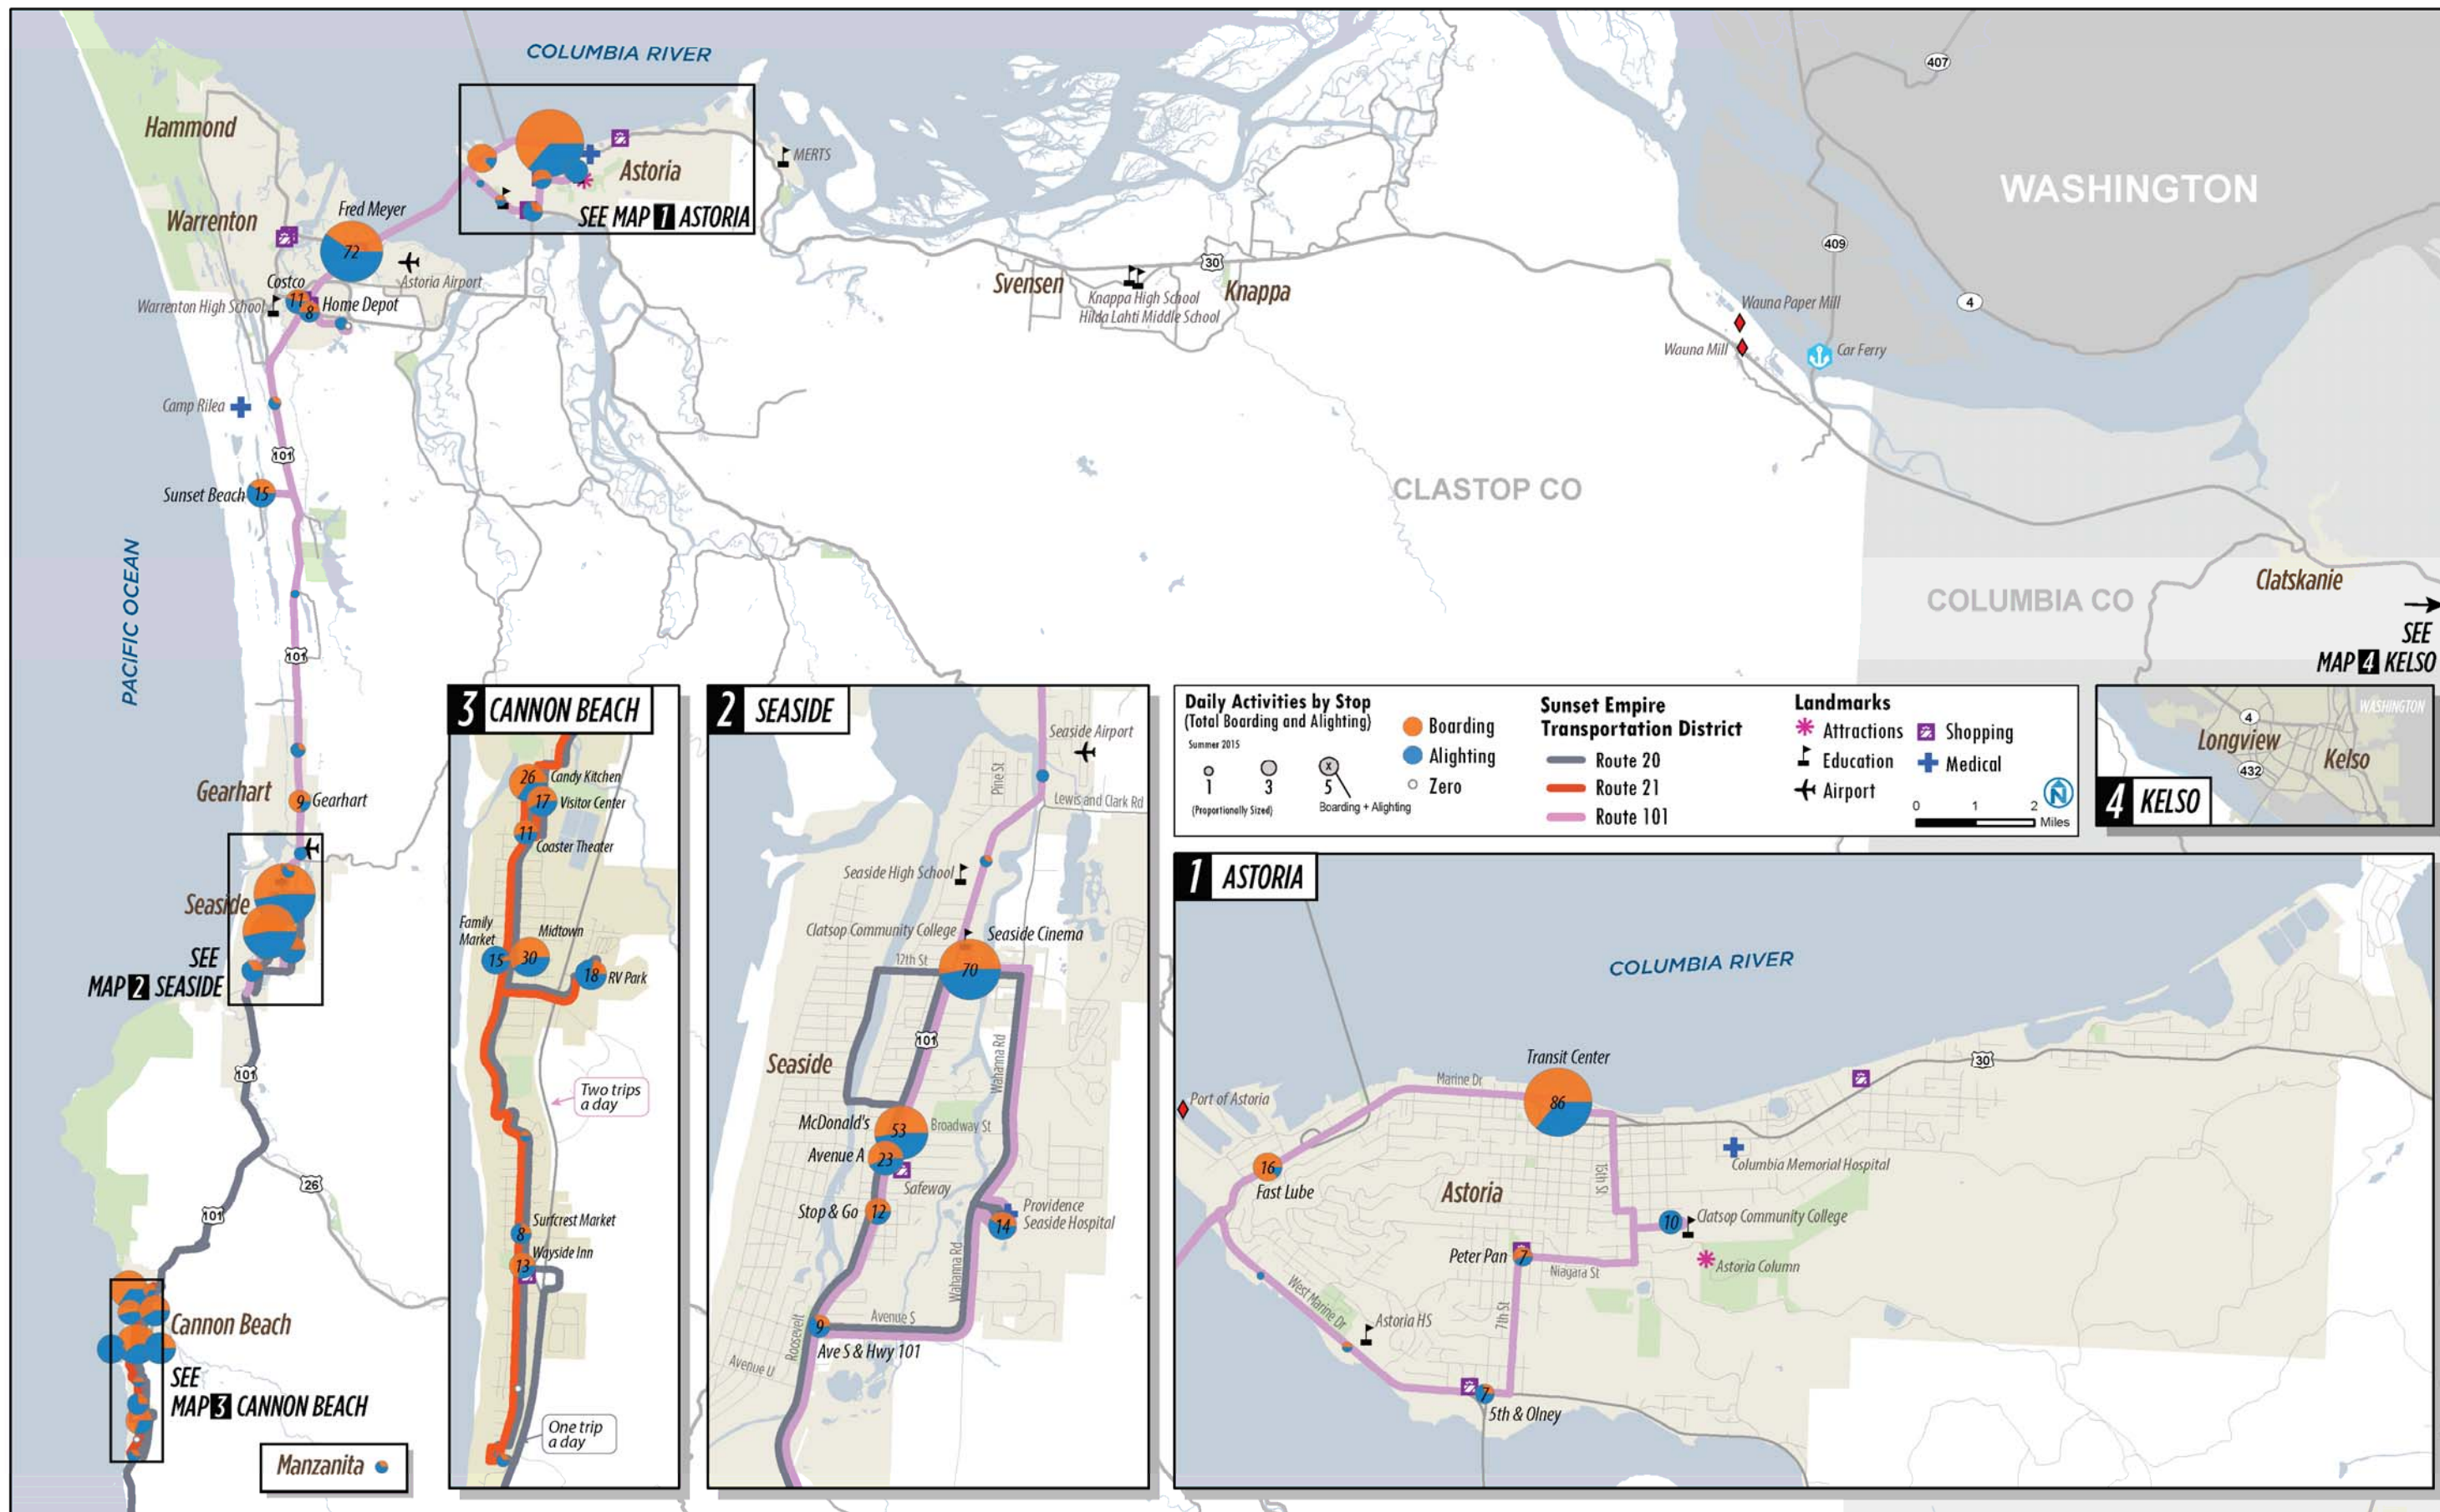 COLUMBIA RIVER
407
Hammond
MERTS
Astoria
WASHINGTON
Fred Meyer
Warrenton
SEE MAP 1 ASTORIA
409
72
30
Astoria Airport
Costco
Svensen
Knappa
11
8
Home Depot
Warrenton High School
Knappa High School
Hilda Lahti Middle School
4
Wauna Paper Mill
Wauna Mill
Car Ferry
Camp Rilea
101
Sunset Beach
15
CLASTOP CO
PACIFIC OCEAN
Clatskanie
COLUMBIA CO
SEE
MAP 4 KELSO
101
Gearhart
9
Gearhart
Seaside
SEE
MAP 2 SEASIDE
101
26
101
Cannon Beach
SEE
MAP 3 CANNON BEACH
Manzanita
3 CANNON BEACH
26
Candy Kitchen
17
Visitor Center
11
Coaster Theater
Family
Market
Midtown
15
30
18
RV Park
Two trips
a day
Surfcrest Market
8
Wayside Inn
13
One trip
a day
2 SEASIDE
Seaside Airport
Pine St
Lewis and Clark Rd
Seaside High School
Clatsop Community College
Seaside Cinema
12th St
70
101
Wahanna Rd
Seaside
McDonald's
53
Broadway St
Avenue A
23
Safeway
Stop & Go
12
Providence
Seaside Hospital
14
Wahanna Rd
Roosevelt
Avenue S
9
Ave S & Hwy 101
Avenue U
Daily Activities by Stop
(Total Boarding and Alighting)
Summer 2015
1
3
X
5
(Proportionally Sized)
Boarding + Alighting
Boarding
Alighting
Zero
Sunset Empire
Transportation District
Route 20
Route 21
Route 101
Landmarks
Attractions
Shopping
Education
Medical
Airport
N
0 1 2
Miles
WASHINGTON
4
Longview
Kelso
432
4 KELSO
1 ASTORIA
COLUMBIA RIVER
Transit Center
30
Marine Dr
Port of Astoria
86
16
Fast Lube
Columbia Memorial Hospital
Astoria
15th St
10
Clatsop Community College
Peter Pan
7
Niagara St
Astoria Column
West Marine Dr
Astoria HS
7th St
7
5th & Olney